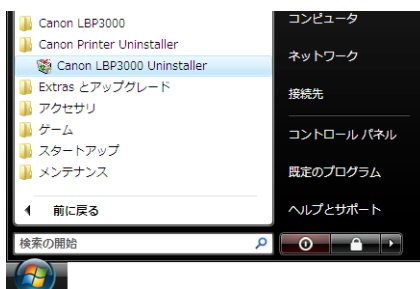 Canon LBP3000
Canon Printer Uninstaller
Canon LBP3000 Uninstaller
Extras とアップグレード
アクセサリ
ゲーム
スタートアップ
メンテナンス
前に戻る
検索の開始
コンピュータ
ネットワーク
接続先
コントロール パネル
既定のプログラム
ヘルプとサポート